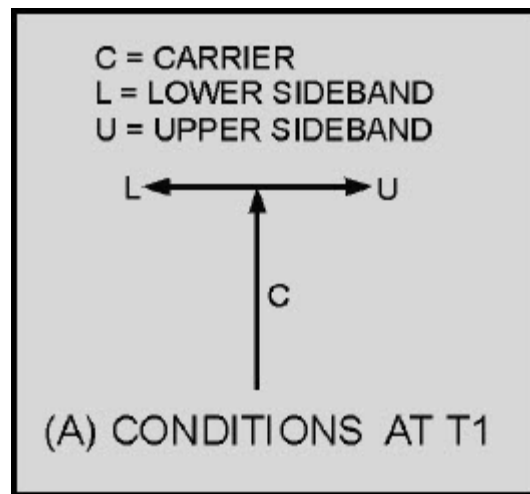 C = CARRIER
L = LOWER SIDEBAND
U = UPPER SIDEBAND
L U
C
(A) CONDITIONS AT T1